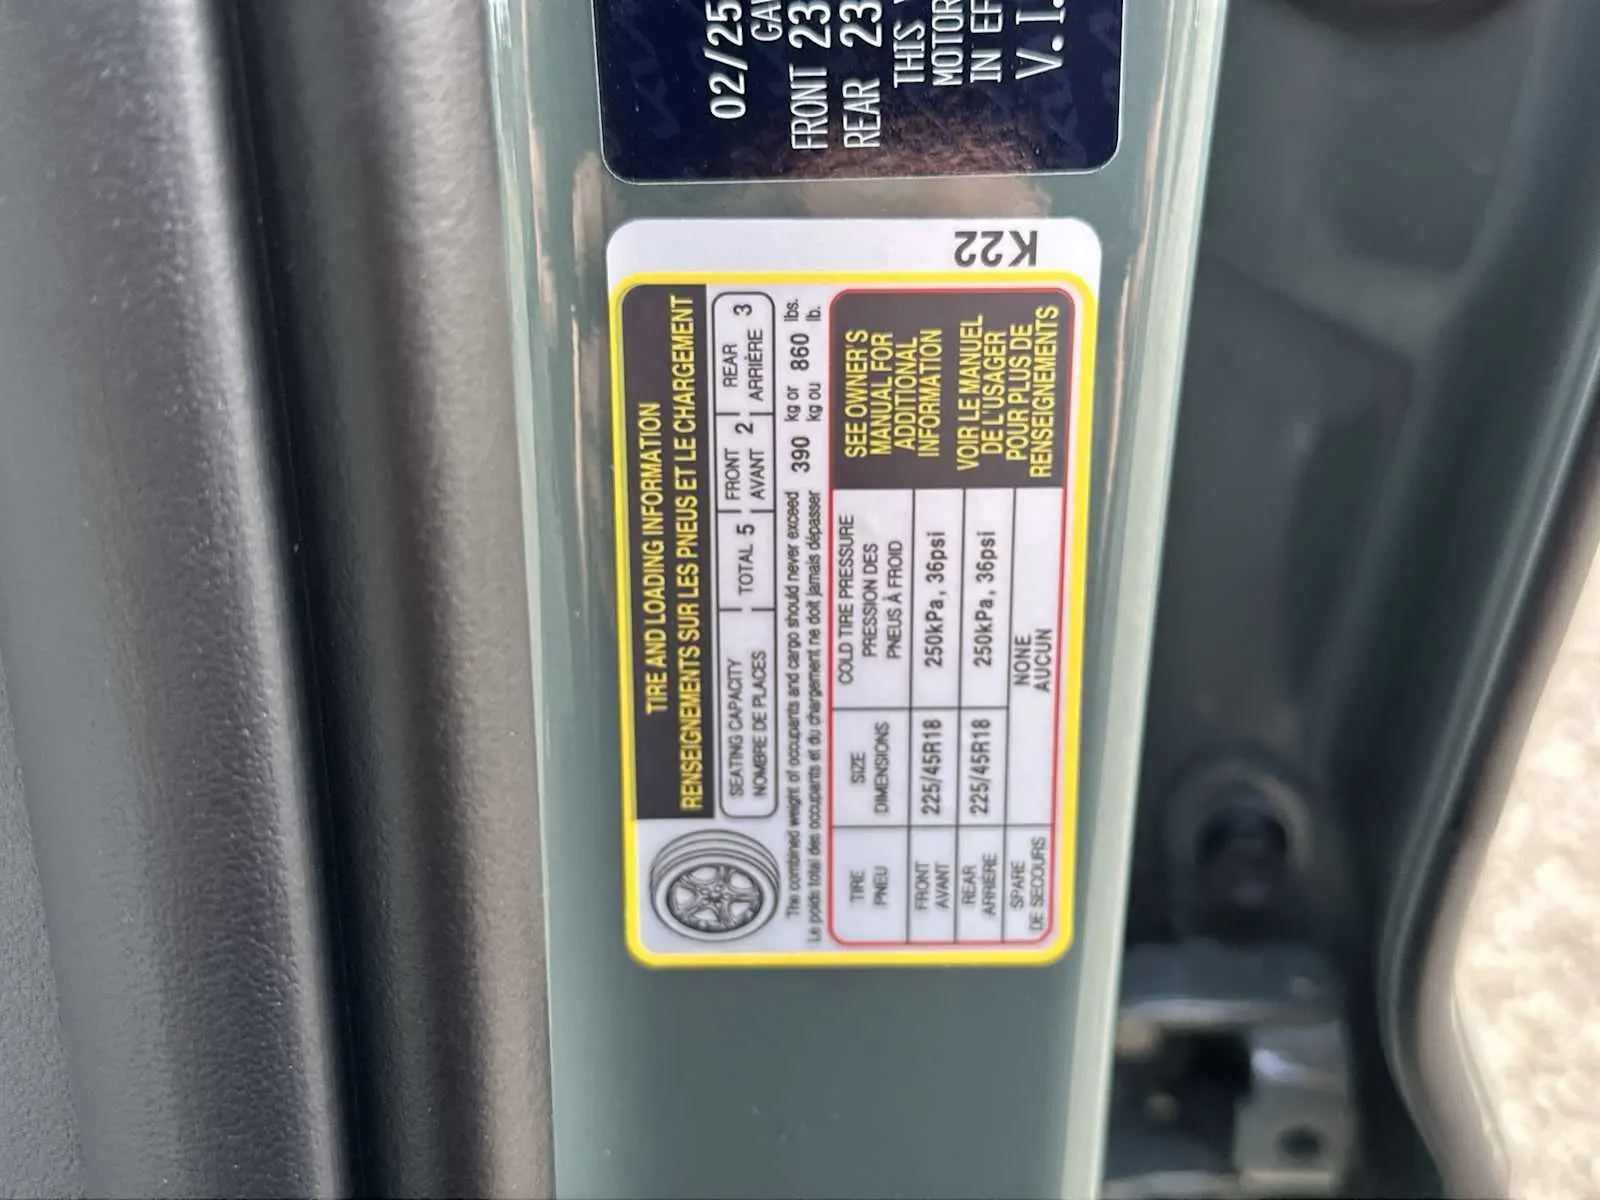 02/25
GA
FRONT 23
REAR 23
THIS
MOTOR
IN EF
V.I.
K22
TIRE AND LOADING INFORMATION
RENSEIGNEMENTS SUR LES PNEUS ET LE CHARGEMENT
SEATING CAPACITY TOTAL 5 FRONT 2 REAR 3
NOMBRE DE PLACES AVANT ARRIÈRE
The combined weight of occupants and cargo should never exceed 390 kg or 860 lbs.
Le poids total des occupants et du chargement ne doit jamais dépasser kg ou lb.
TIRE SIZE COLD TIRE PRESSURE
PNEU DIMENSIONS PRESSION DES
PNEUS À FROID
FRONT 225/45R18 250kPa, 36psi
AVANT
REAR 225/45R18 250kPa, 36psi
ARRIÈRE
SPARE NONE
DE SECOURS AUCUN
SEE OWNER'S
MANUAL FOR
ADDITIONAL
INFORMATION
VOIR LE MANUEL
DE L'USAGER
POUR PLUS DE
RENSEIGNEMENTS